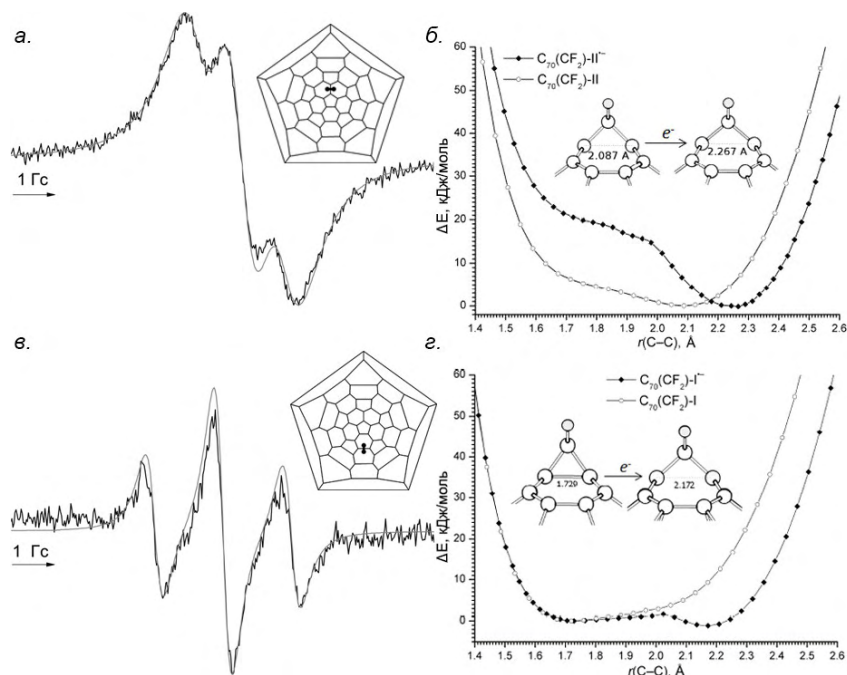 а.
1 Гс
б.
ΔE, кДж/моль
60
50
40
30
20
10
0
C₇₀(CF₂)-II•−
C₇₀(CF₂)-II
e⁻
2.087 A
2.267 A
1.4 1.5 1.6 1.7 1.8 1.9 2.0 2.1 2.2 2.3 2.4 2.5 2.6
r(C–C), Å
в.
1 Гс
г.
ΔE, кДж/моль
60
50
40
30
20
10
0
C₇₀(CF₂)-I•−
C₇₀(CF₂)-I
e⁻
1.720
2.172
1.4 1.5 1.6 1.7 1.8 1.9 2.0 2.1 2.2 2.3 2.4 2.5 2.6
r(C–C), Å